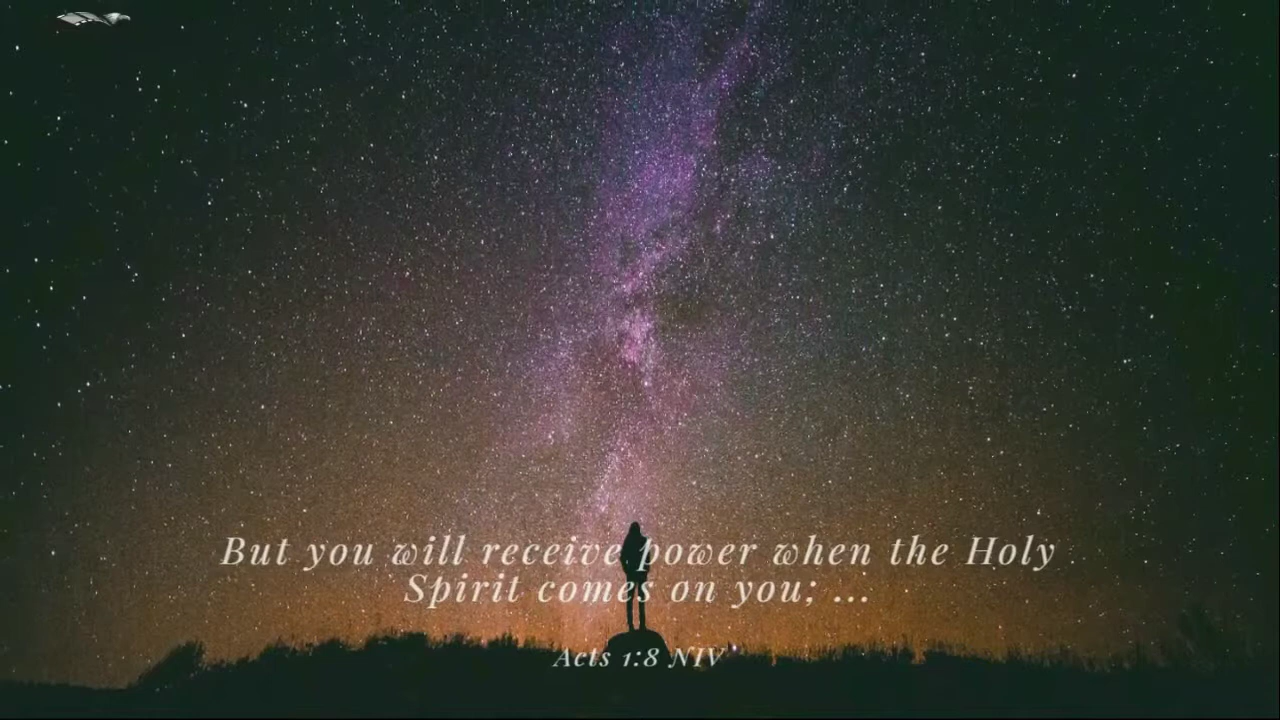 But you will receive power when the Holy
Spirit comes on you; ...
Acts 1:8 NIV